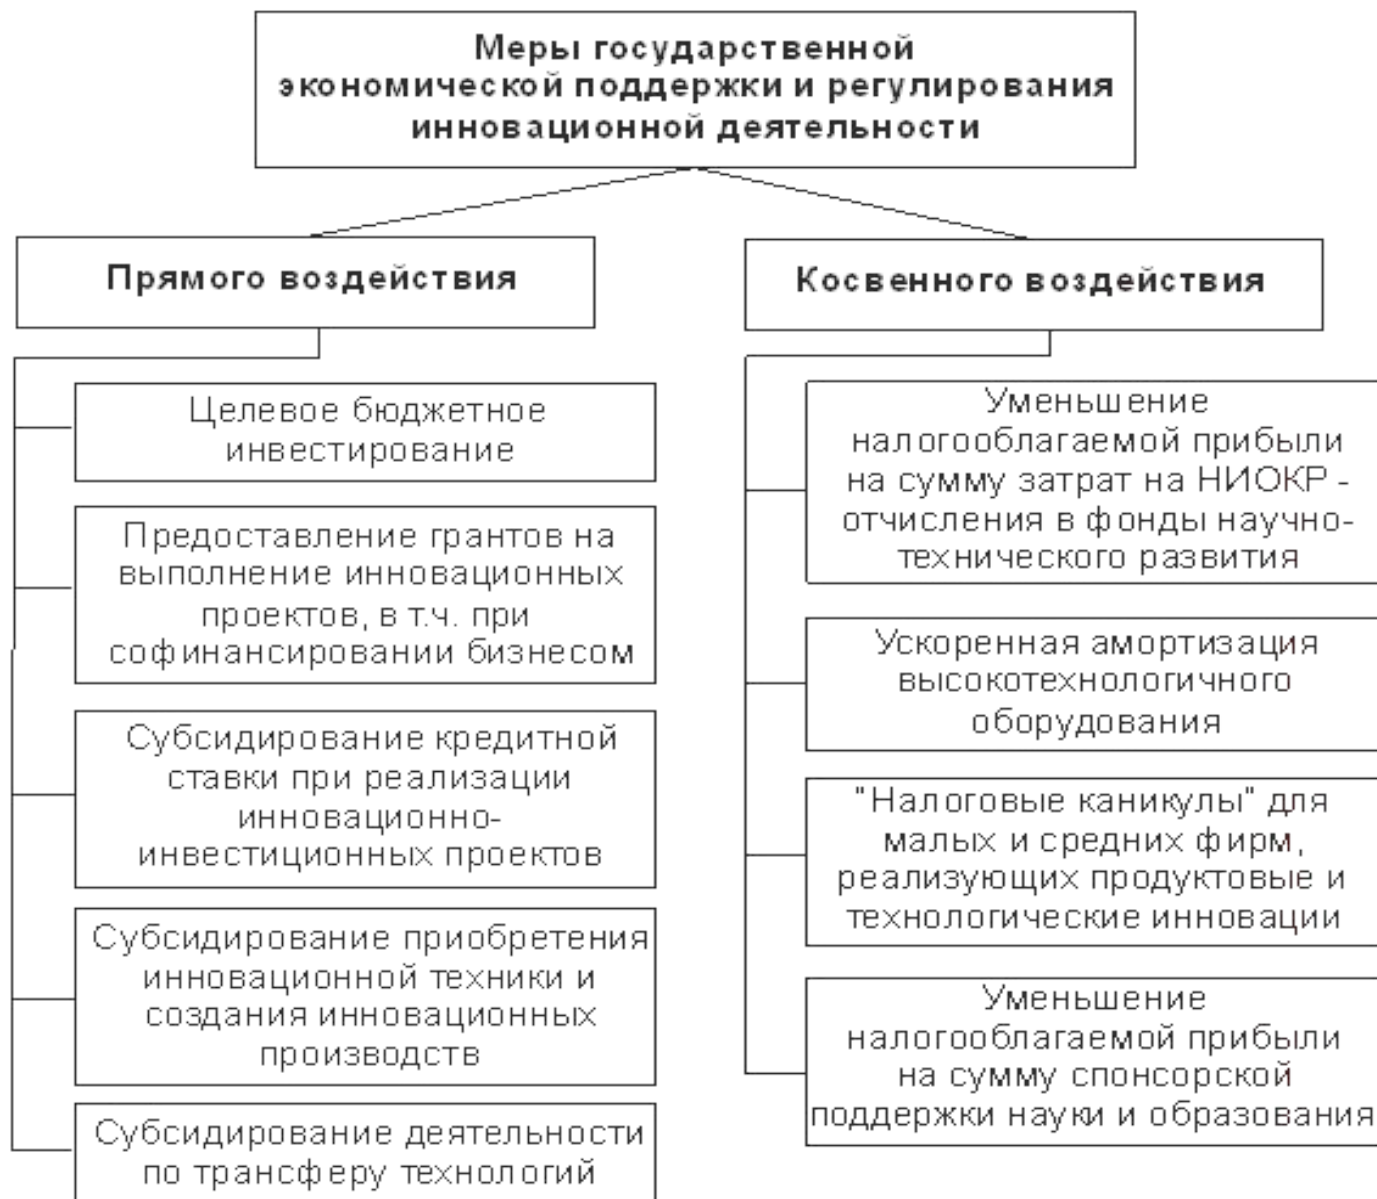 Меры государственной
экономической поддержки и регулирования
инновационной деятельности
Прямого воздействия
Косвенного воздействия
Целевое бюджетное
инвестирование
Предоставление грантов на
выполнение инновационных
проектов, в т.ч. при
софинансировании бизнесом
Субсидирование кредитной
ставки при реализации
инновационно-
инвестиционных проектов
Субсидирование приобретения
инновационной техники и
создания инновационных
производств
Субсидирование деятельности
по трансферу технологий
Уменьшение
налогооблагаемой прибыли
на сумму затрат на НИОКР -
отчисления в фонды научно-
технического развития
Ускоренная амортизация
высокотехнологичного
оборудования
"Налоговые каникулы" для
малых и средних фирм,
реализующих продуктовые и
технологические инновации
Уменьшение
налогооблагаемой прибыли
на сумму спонсорской
поддержки науки и образования